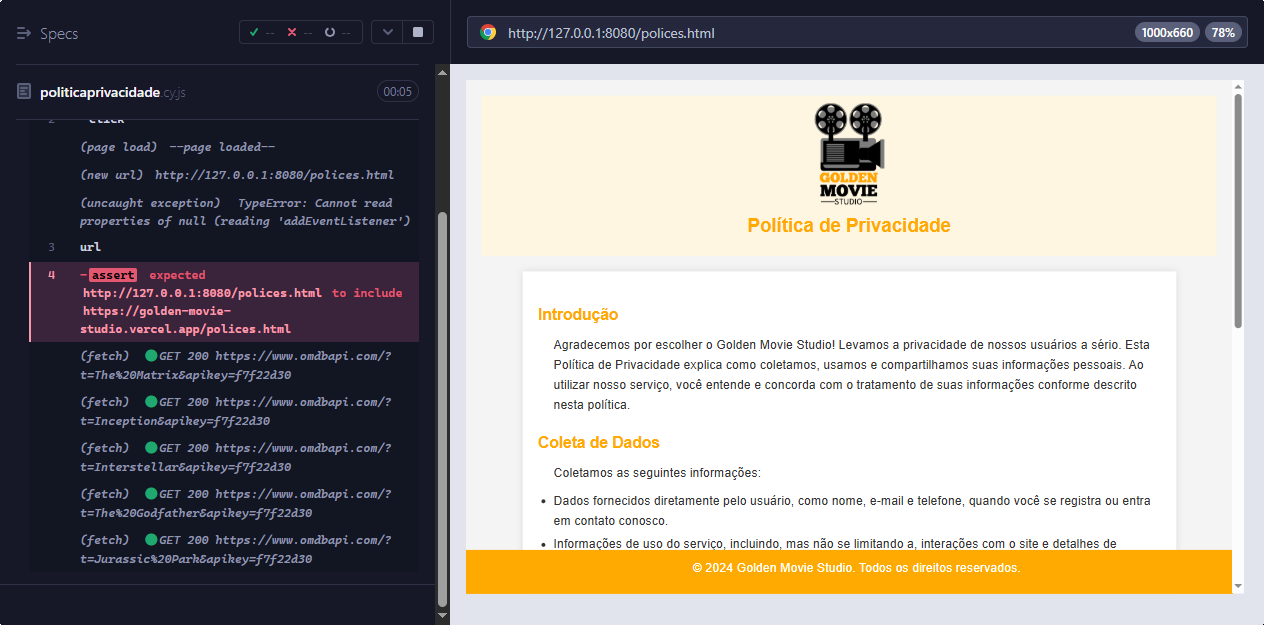 Specs
-- -- --
politicaprivacidade.cy.js
00:05
2 click
(page load) --page loaded--
(new url) http://127.0.0.1:8080/polices.html
(uncaught exception) TypeError: Cannot read
properties of null (reading 'addEventListener')
3 url
4 -assert expected
http://127.0.0.1:8080/polices.html to include
https://golden-movie-
studio.vercel.app/polices.html
(fetch) GET 200 https://www.omdbapi.com/?
t=The%20Matrix&apikey=f7f22d30
(fetch) GET 200 https://www.omdbapi.com/?
t=Inception&apikey=f7f22d30
(fetch) GET 200 https://www.omdbapi.com/?
t=Interstellar&apikey=f7f22d30
(fetch) GET 200 https://www.omdbapi.com/?
t=The%20Godfather&apikey=f7f22d30
(fetch) GET 200 https://www.omdbapi.com/?
t=Jurassic%20Park&apikey=f7f22d30
http://127.0.0.1:8080/polices.html
1000x660
78%
GOLDEN
MOVIE
STUDIO
Política de Privacidade
Introdução
Agradecemos por escolher o Golden Movie Studio! Levamos a privacidade de nossos usuários a sério. Esta
Política de Privacidade explica como coletamos, usamos e compartilhamos suas informações pessoais. Ao
utilizar nosso serviço, você entende e concorda com o tratamento de suas informações conforme descrito
nesta política.
Coleta de Dados
Coletamos as seguintes informações:
• Dados fornecidos diretamente pelo usuário, como nome, e-mail e telefone, quando você se registra ou entra
em contato conosco.
• Informações de uso do serviço, incluindo, mas não se limitando a, interações com o site e detalhes de
© 2024 Golden Movie Studio. Todos os direitos reservados.